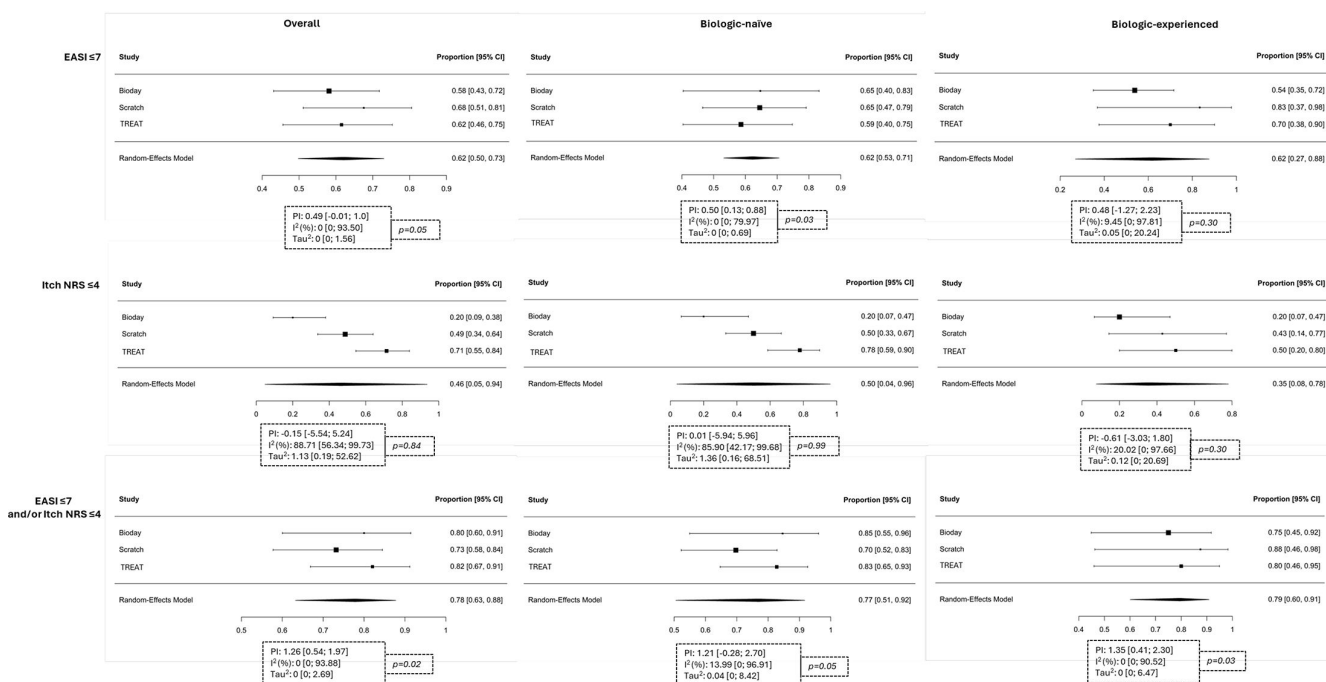 Overall
Biologic-naïve
Biologic-experienced
EASI ≤7
Study Proportion [95% CI]
Bioday 0.58 [0.43, 0.72]
Scratch 0.68 [0.51, 0.81]
TREAT 0.62 [0.46, 0.75]
Random-Effects Model 0.62 [0.50, 0.73]
0.4 0.5 0.6 0.7 0.8 0.9
PI: 0.49 [-0.01; 1.0]
I²(%): 0 [0; 93.50]
Tau²: 0 [0; 1.56]
p=0.05
Study Proportion [95% CI]
Bioday 0.65 [0.40, 0.83]
Scratch 0.65 [0.47, 0.79]
TREAT 0.59 [0.40, 0.75]
Random-Effects Model 0.62 [0.53, 0.71]
0.4 0.5 0.6 0.7 0.8 0.9
PI: 0.50 [0.13; 0.88]
I²(%): 0 [0; 79.97]
Tau²: 0 [0; 0.69]
p=0.03
Study Proportion [95% CI]
Bioday 0.54 [0.35, 0.72]
Scratch 0.83 [0.37, 0.98]
TREAT 0.70 [0.38, 0.90]
Random-Effects Model 0.62 [0.27, 0.88]
0.2 0.4 0.6 0.8 1
PI: 0.48 [-1.27; 2.23]
I²(%): 9.45 [0; 97.81]
Tau²: 0.05 [0; 20.24]
p=0.30
Itch NRS ≤4
Study Proportion [95% CI]
Bioday 0.20 [0.09, 0.38]
Scratch 0.49 [0.34, 0.64]
TREAT 0.71 [0.55, 0.84]
Random-Effects Model 0.46 [0.05, 0.94]
0 0.2 0.4 0.6 0.8 1
PI: -0.15 [-5.54; 5.24]
I²(%): 88.71 [56.34; 99.73]
Tau²: 1.13 [0.19; 52.62]
p=0.84
Study Proportion [95% CI]
Bioday 0.20 [0.07, 0.47]
Scratch 0.50 [0.33, 0.67]
TREAT 0.78 [0.59, 0.90]
Random-Effects Model 0.50 [0.04, 0.96]
0 0.2 0.4 0.6 0.8 1
PI: 0.01 [-5.94; 5.96]
I²(%): 85.90 [42.17; 99.68]
Tau²: 1.36 [0.16; 68.51]
p=0.99
Study Proportion [95% CI]
Bioday 0.20 [0.07, 0.47]
Scratch 0.43 [0.14, 0.77]
TREAT 0.50 [0.20, 0.80]
Random-Effects Model 0.35 [0.08, 0.78]
0 0.2 0.4 0.6 0.8
PI: -0.61 [-3.03; 1.80]
I²(%): 20.02 [0; 97.66]
Tau²: 0.12 [0; 20.69]
p=0.30
EASI ≤7
and/or Itch NRS ≤4
Study Proportion [95% CI]
Bioday 0.80 [0.60, 0.91]
Scratch 0.73 [0.58, 0.84]
TREAT 0.82 [0.67, 0.91]
Random-Effects Model 0.78 [0.63, 0.88]
0.5 0.6 0.7 0.8 0.9 1
PI: 1.26 [0.54; 1.97]
I²(%): 0 [0; 93.88]
Tau²: 0 [0; 2.69]
p=0.02
Study Proportion [95% CI]
Bioday 0.85 [0.55, 0.96]
Scratch 0.70 [0.52, 0.83]
TREAT 0.83 [0.65, 0.93]
Random-Effects Model 0.77 [0.51, 0.92]
0.5 0.6 0.7 0.8 0.9 1
PI: 1.21 [-0.28; 2.70]
I²(%): 13.99 [0; 96.91]
Tau²: 0.04 [0; 8.42]
p=0.05
Study Proportion [95% CI]
Bioday 0.75 [0.45, 0.92]
Scratch 0.88 [0.46, 0.98]
TREAT 0.80 [0.46, 0.95]
Random-Effects Model 0.79 [0.60, 0.91]
0.4 0.5 0.6 0.7 0.8 0.9 1
PI: 1.35 [0.41; 2.30]
I²(%): 0 [0; 90.52]
Tau²: 0 [0; 6.47]
p=0.03